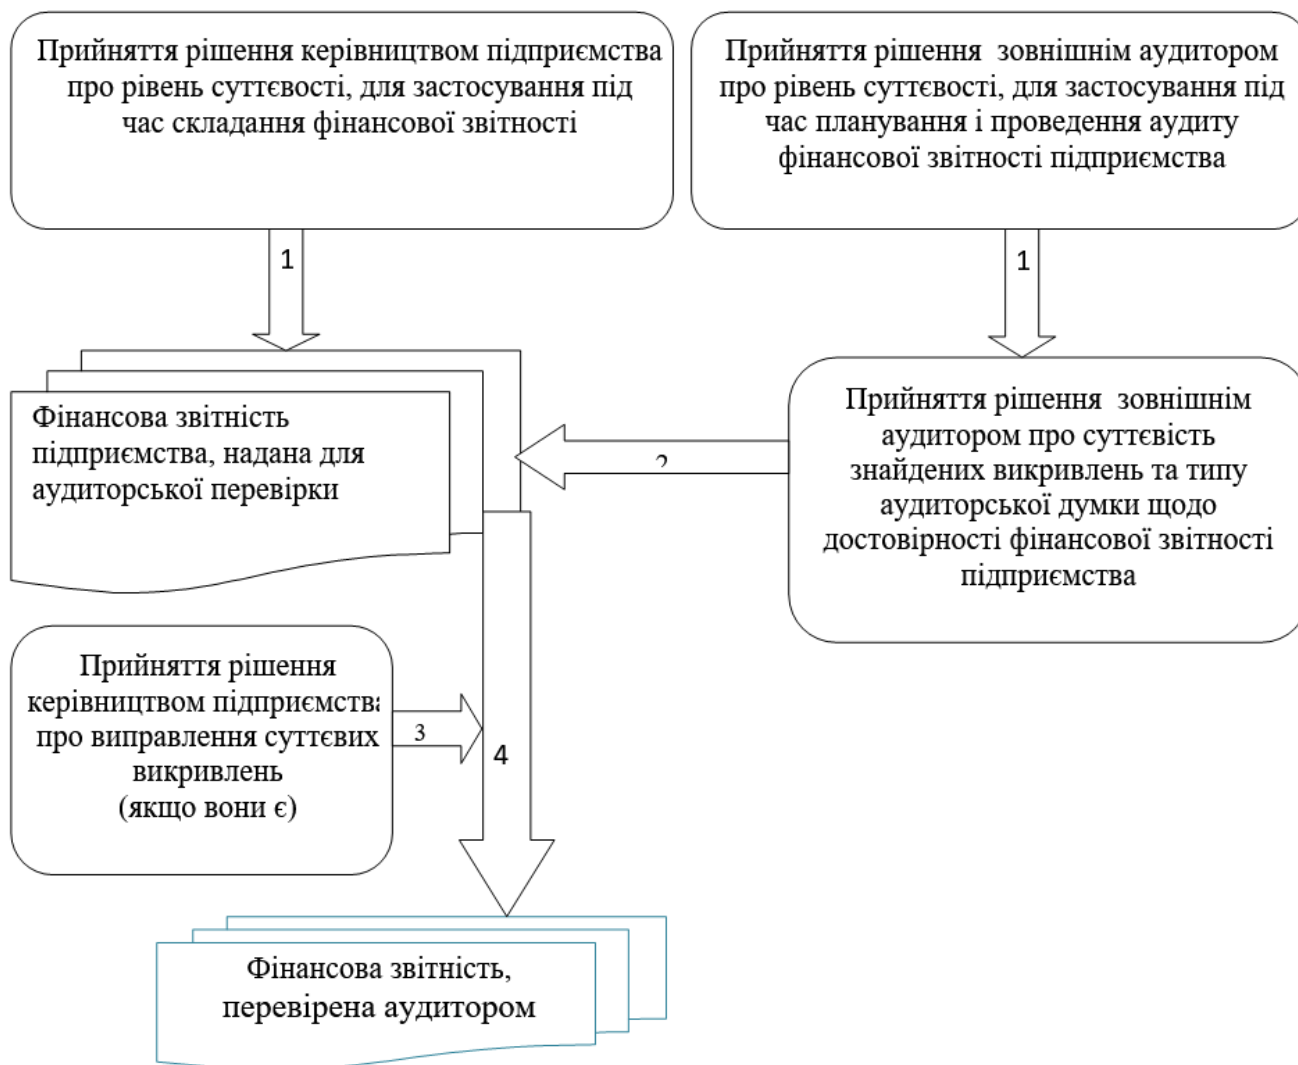 Прийняття рішення керівництвом підприємства
про рівень суттєвості, для застосування під
час складання фінансової звітності
Прийняття рішення зовнішнім аудитором
про рівень суттєвості, для застосування під
час планування і проведення аудиту
фінансової звітності підприємства
1
1
Фінансова звітність
підприємства, надана для
аудиторської перевірки
2
Прийняття рішення зовнішнім
аудитором про суттєвість
знайдених викривлень та типу
аудиторської думки щодо
достовірності фінансової звітності
підприємства
Прийняття рішення
керівництвом підприємства
про виправлення суттєвих
викривлень
(якщо вони є)
3
4
Фінансова звітність,
перевірена аудитором